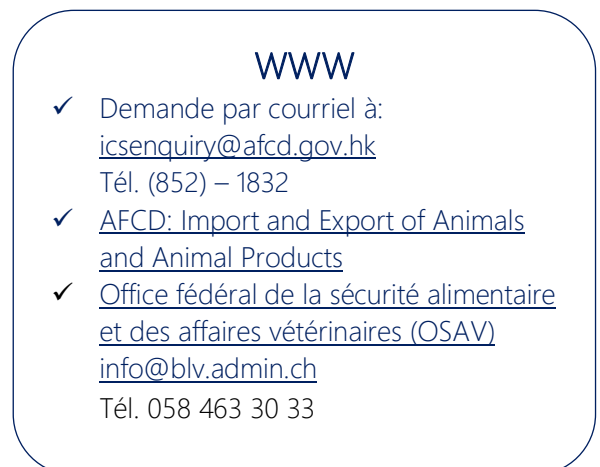 WWW
✓ Demande par courriel à:
icsenquiry@afcd.gov.hk
Tél. (852) – 1832
✓ AFCD: Import and Export of Animals
and Animal Products
✓ Office fédéral de la sécurité alimentaire
et des affaires vétérinaires (OSAV)
info@blv.admin.ch
Tél. 058 463 30 33